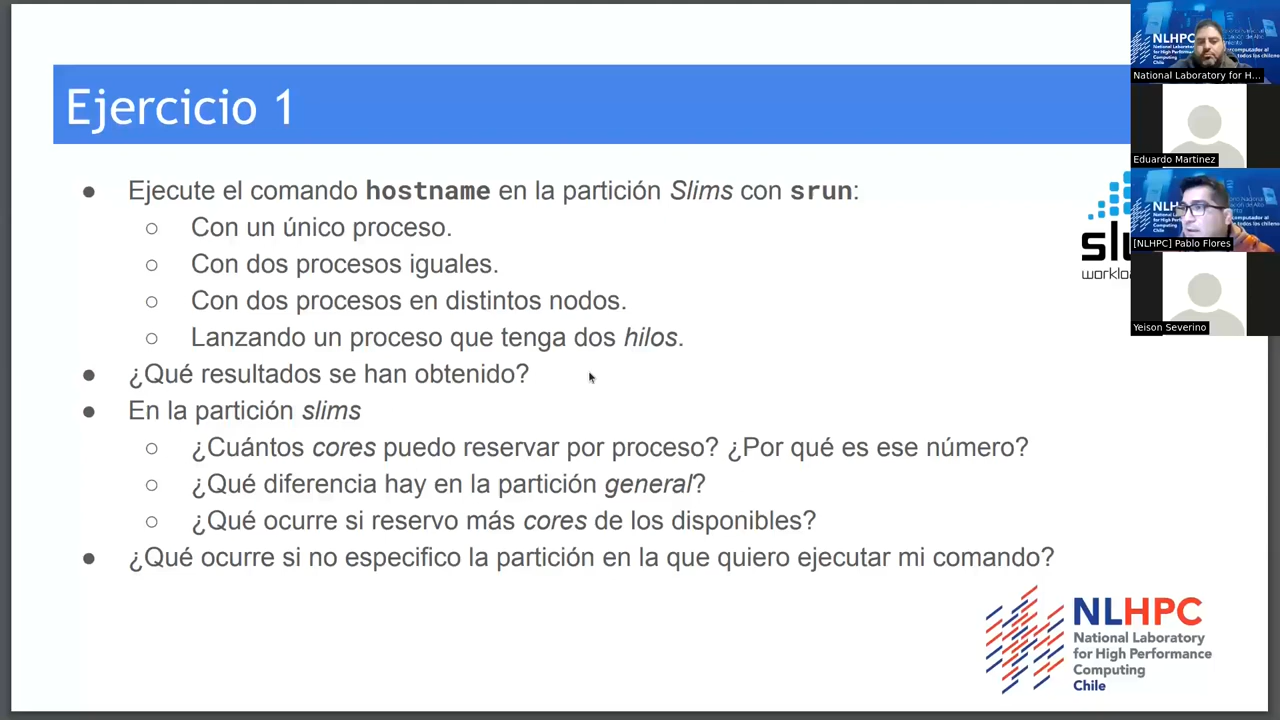 Ejercicio 1
● Ejecute el comando hostname en la partición Slims con srun:
○ Con un único proceso.
○ Con dos procesos iguales.
○ Con dos procesos en distintos nodos.
○ Lanzando un proceso que tenga dos hilos.
● ¿Qué resultados se han obtenido?
● En la partición slims
○ ¿Cuántos cores puedo reservar por proceso? ¿Por qué es ese número?
○ ¿Qué diferencia hay en la partición general?
○ ¿Qué ocurre si reservo más cores de los disponibles?
● ¿Qué ocurre si no especifico la partición en la que quiero ejecutar mi comando?
NLHPC
National Laboratory
for High Performance
Computing
Chile
NLHPC
National Laboratory for H...
Eduardo Martinez
[NLHPC] Pablo Flores
Yeison Severino